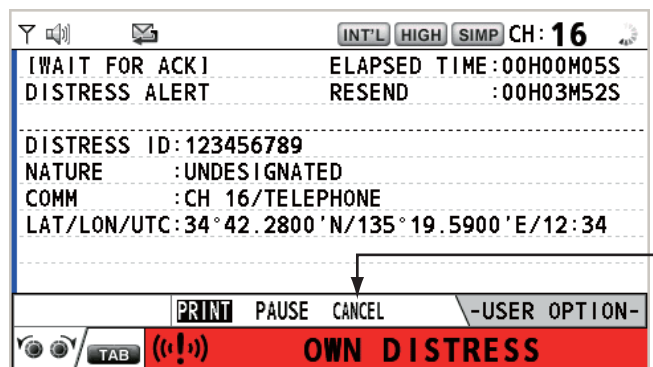 INT'L HIGH SIMP CH: 16
[WAIT FOR ACK] ELAPSED TIME:00H00M05S
DISTRESS ALERT RESEND :00H03M52S
DISTRESS ID:123456789
NATURE :UNDESIGNATED
COMM :CH 16/TELEPHONE
LAT/LON/UTC:34°42.2800'N/135°19.5900'E/12:34
PRINT PAUSE CANCEL -USER OPTION-
TAB OWN DISTRESS